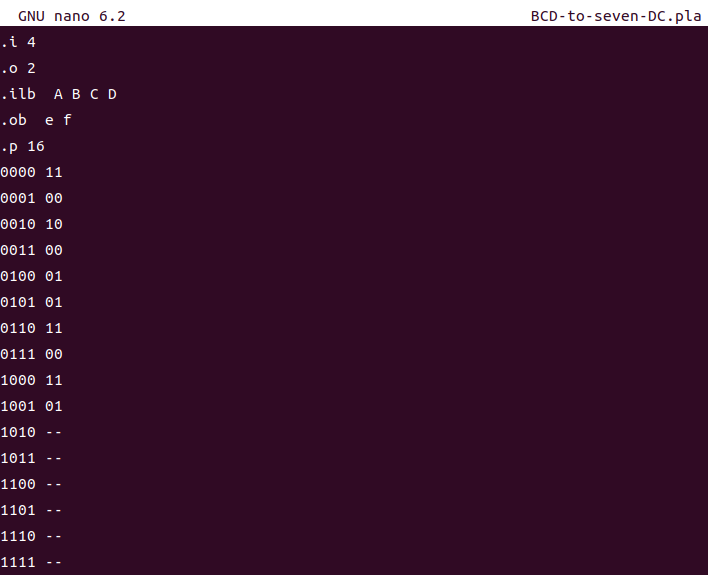 GNU nano 6.2 BCD-to-seven-DC.pla
.i 4
.o 2
.ilb  A B C D
.ob  e f
.p 16
0000 11
0001 00
0010 10
0011 00
0100 01
0101 01
0110 11
0111 00
1000 11
1001 01
1010 --
1011 --
1100 --
1101 --
1110 --
1111 --